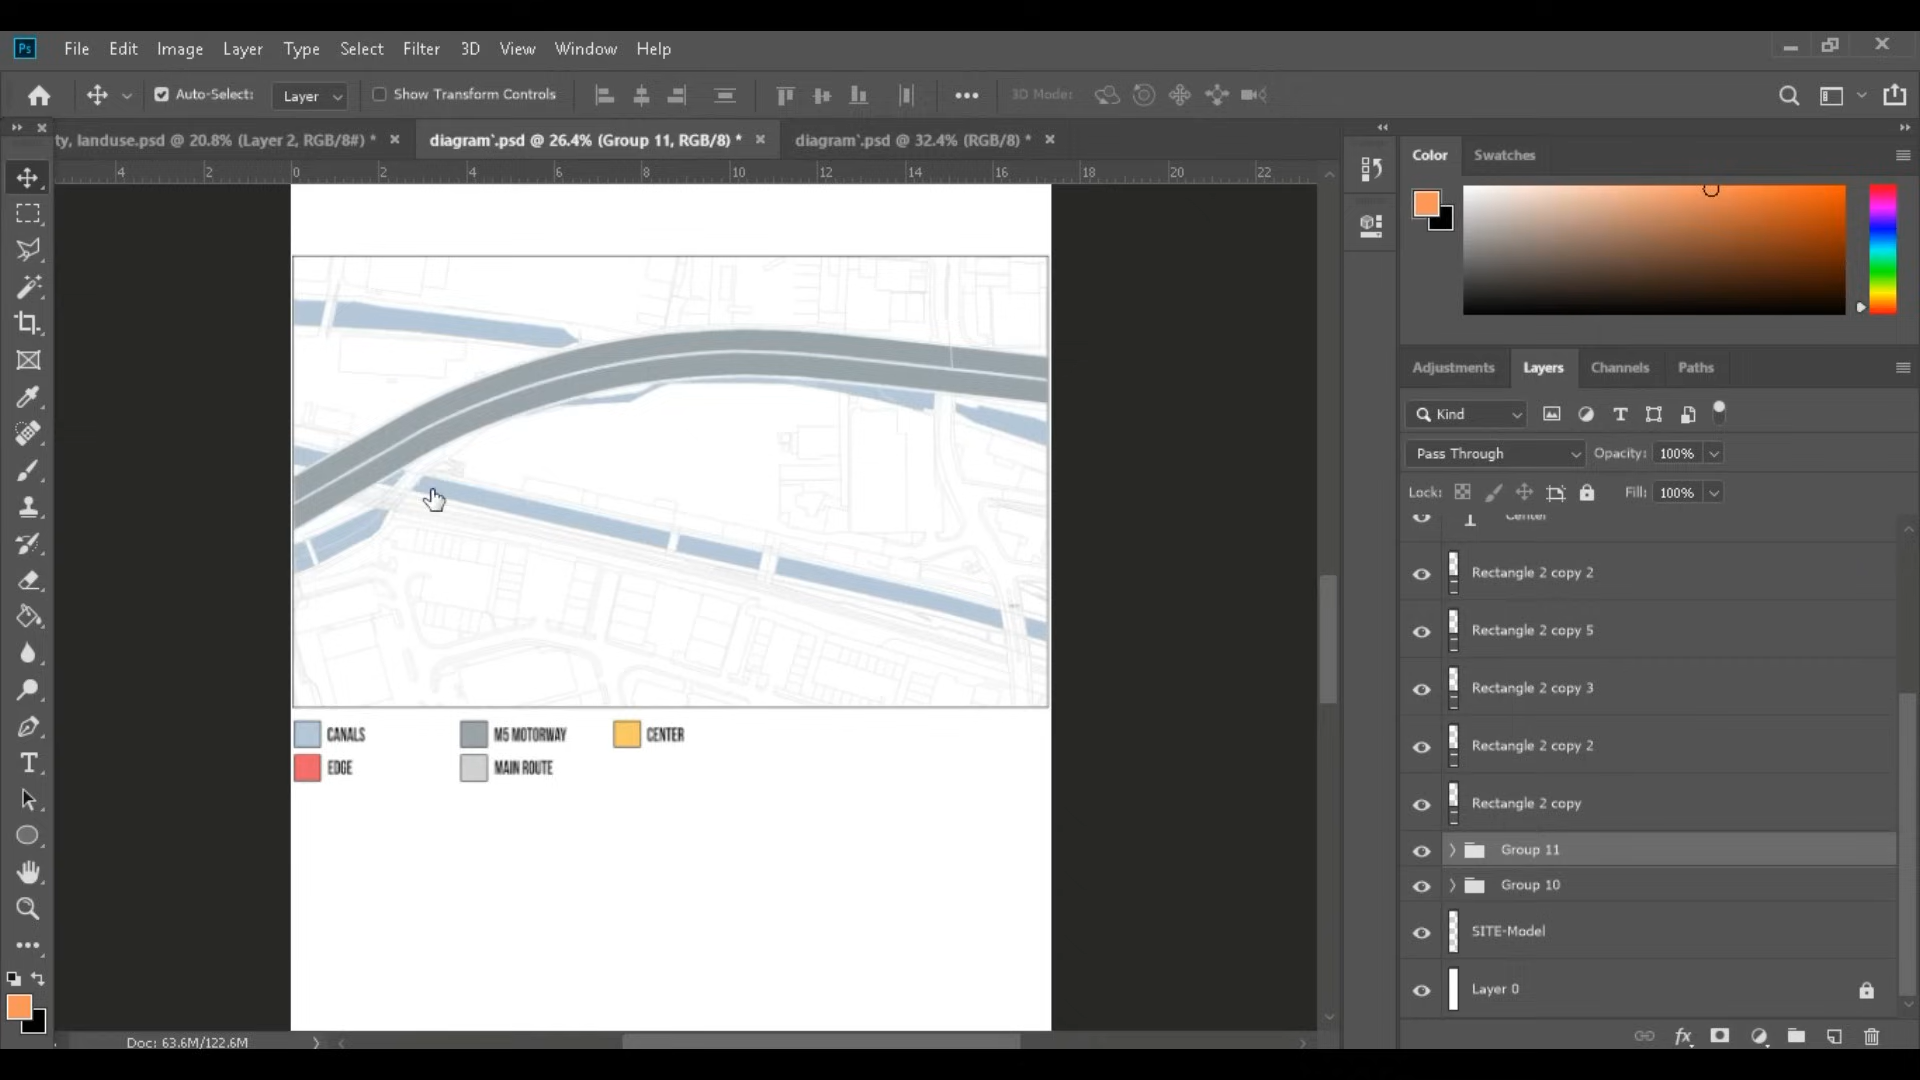 Ps File Edit Image Layer Type Select Filter 3D View Window Help
Auto-Select: Layer Show Transform Controls 3D Mode:
ty, landuse.psd @ 20.8% (Layer 2, RGB/8#) * diagram`.psd @ 26.4% (Group 11, RGB/8) * diagram`.psd @ 32.4% (RGB/8) *
4 2 0 2 4 6 8 10 12 14 16 18 20 22
Color Swatches
Adjustments Layers Channels Paths
Kind
Pass Through Opacity: 100%
Lock: Fill: 100%
Center
Rectangle 2 copy 2
Rectangle 2 copy 5
Rectangle 2 copy 3
Rectangle 2 copy 2
Rectangle 2 copy
Group 11
Group 10
SITE-Model
Layer 0
CANALS M5 MOTORWAY CENTER
EDGE MAIN ROUTE
Doc: 63.6M/122.6M